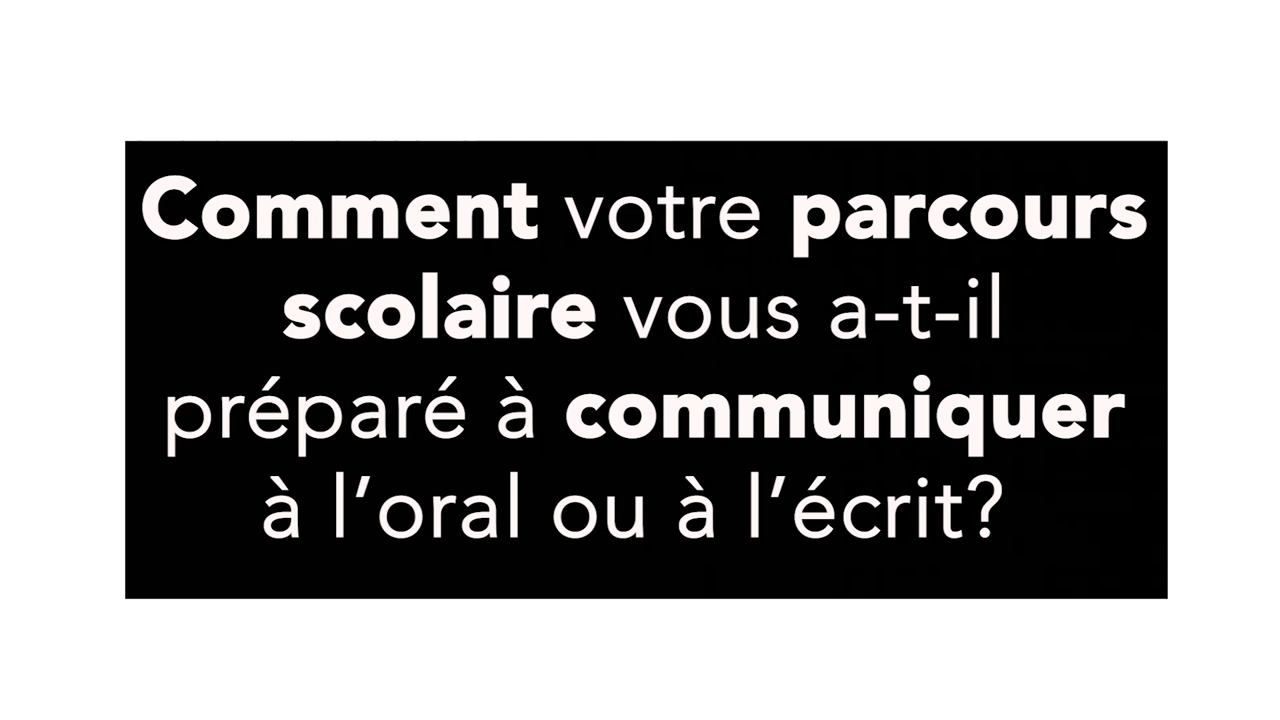 Comment votre parcours
scolaire vous a-t-il
préparé à communiquer
à l’oral ou à l’écrit?